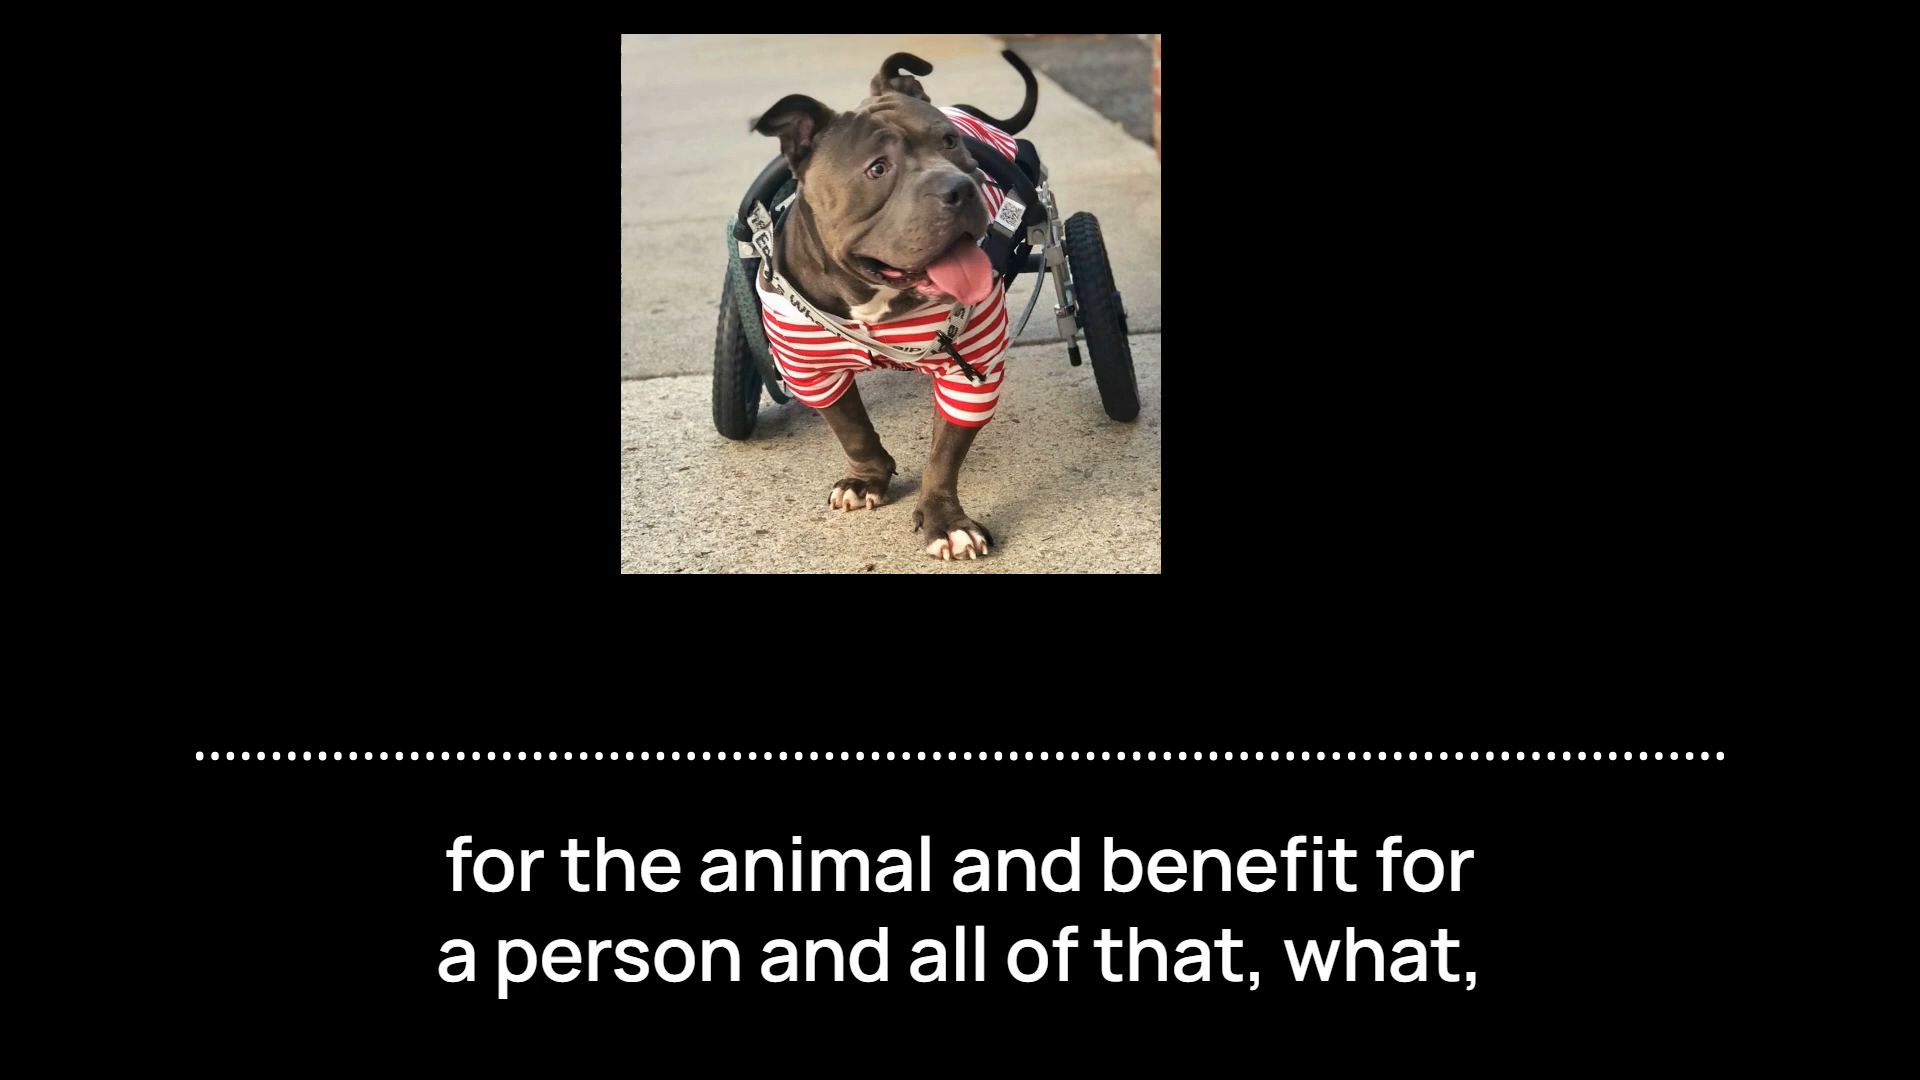 for the animal and benefit for
a person and all of that, what,